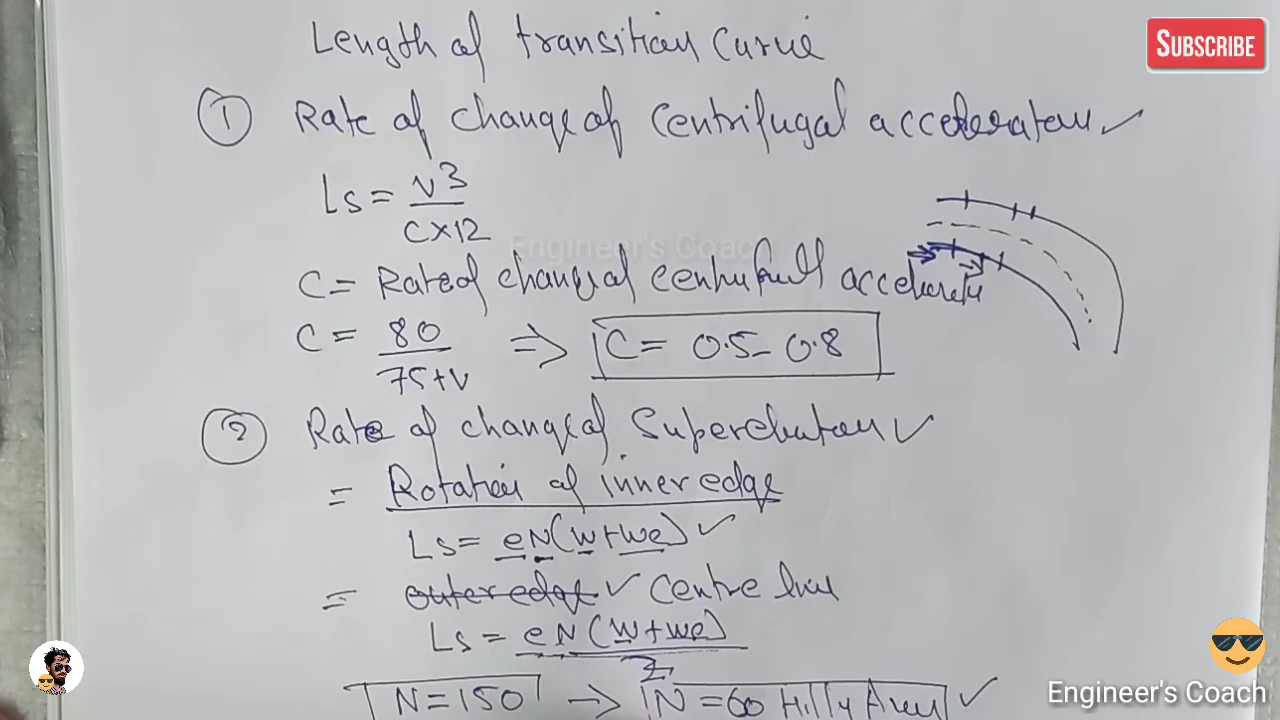 Length of transition Curve
SUBSCRIBE
① Rate of change of Centrifugal acceleration ✓
Ls = v3 / C×12
Engineer's Coach
C = Rate of change of centrifugal acceleration
C = 80 / 75+v ⇒ C = 0.5 - 0.8
② Rate of change of Superelevation ✓
= Rotation of inner edge
Ls = eN(w+we) ✓
= outer edge ✓ Centre line
Ls = eN(w+we) / 2
N = 150 → N = 60 Hilly Area ✓
Engineer's Coach